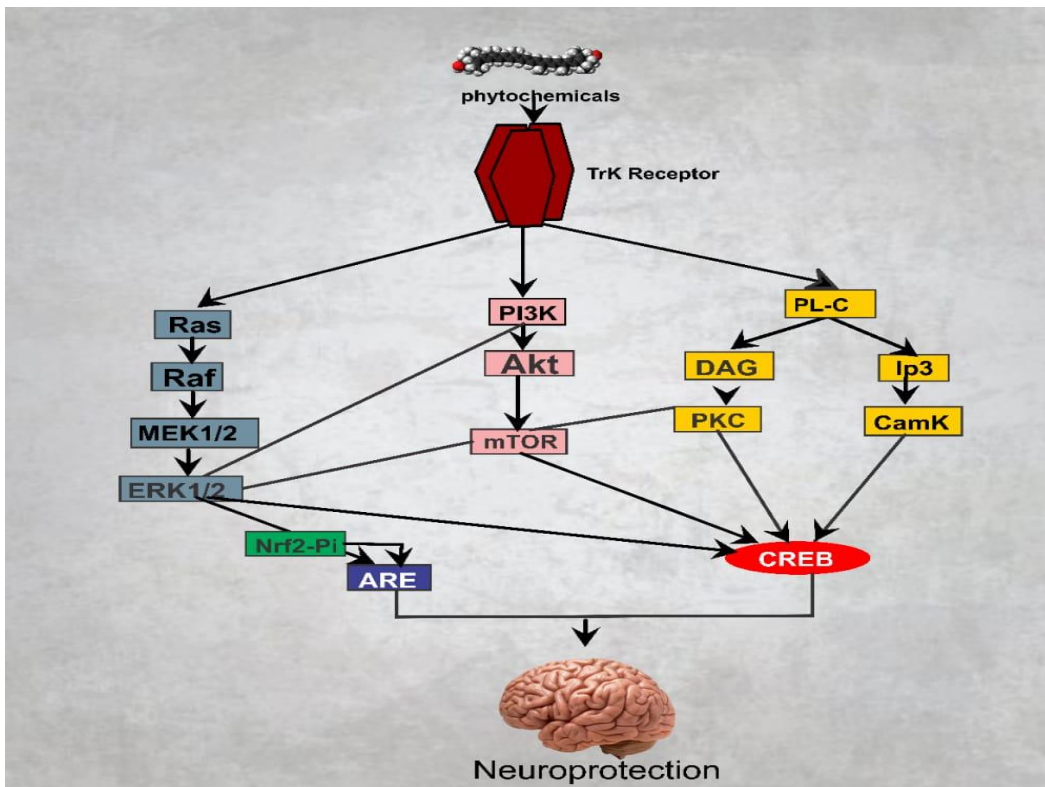 phytochemicals
TrK Receptor
PI3K
PL-C
Ras
Akt
DAG
Ip3
Raf
PKC
CamK
MEK1/2
mTOR
ERK1/2
Nrf2-Pi
CREB
ARE
Neuroprotection